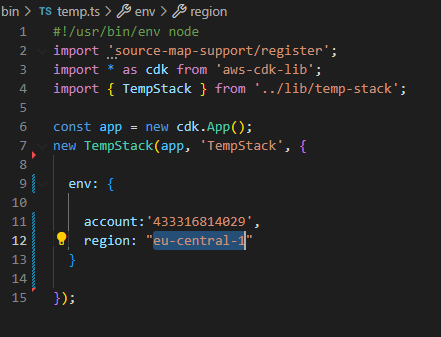 bin > TS temp.ts > env > region
1 #!/usr/bin/env node
2 import 'source-map-support/register';
3 import * as cdk from 'aws-cdk-lib';
4 import { TempStack } from '../lib/temp-stack';
5
6 const app = new cdk.App();
7 new TempStack(app, 'TempStack', {
8
9 env: {
10
11 account:'433316814029',
12 region: "eu-central-1"
13 }
14
15 });